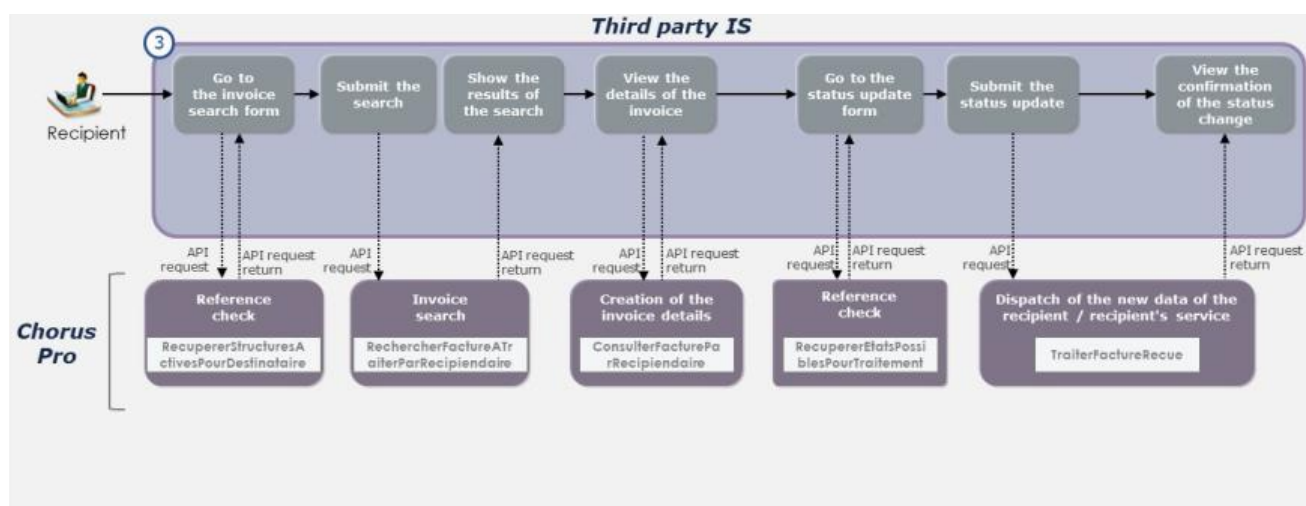 Third party IS
3
Go to
the invoice
search form
Submit the
search
Show the
results of
the search
View the
details of the
invoice
Go to the
status update
form
Submit the
status update
View the
confirmation
of the status
change
Recipient
API
request
API request
return
API
request
API request
return
API
request
API request
return
API
request
API request
return
API
request
API request
return
Chorus
Pro
Reference
check
RecupererStructuresA
ctivesPourDestinataire
Invoice
search
RechercherFactureATr
aiterParRecipiendaire
Creation of the
invoice details
ConsulterFacturePa
rRecipiendaire
Reference
check
RecupererEtatsPossi
blesPourTraitement
Dispatch of the new data of the
recipient / recipient's service
TraiterFactureRecue